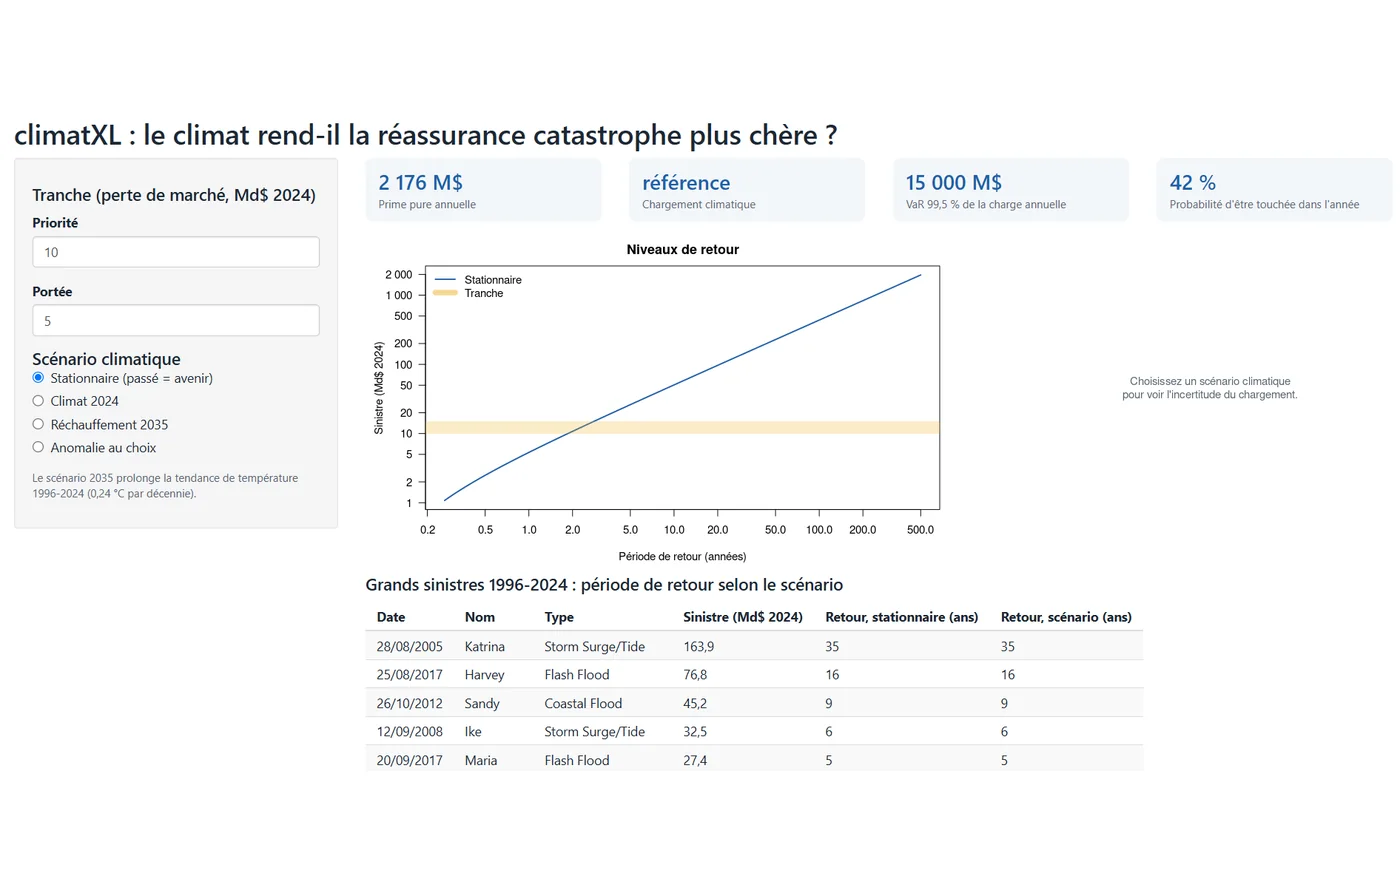 climatXL : le climat rend-il la réassurance catastrophe plus chère ?
Tranche (perte de marché, Md$ 2024)
Priorité
10
Portée
5
Scénario climatique
Stationnaire (passé = avenir)
Climat 2024
Réchauffement 2035
Anomalie au choix
Le scénario 2035 prolonge la tendance de température
1996-2024 (0,24 °C par décennie).
2 176 M$
Prime pure annuelle
référence
Chargement climatique
15 000 M$
VaR 99,5 % de la charge annuelle
42 %
Probabilité d'être touchée dans l'année
Niveaux de retour
Stationnaire
Tranche
Sinistre (Md$ 2024)
2 000
1 000
500
200
100
50
20
10
5
2
1
0.2 0.5 1.0 2.0 5.0 10.0 20.0 50.0 100.0 200.0 500.0
Période de retour (années)
Choisissez un scénario climatique
pour voir l'incertitude du chargement.
Grands sinistres 1996-2024 : période de retour selon le scénario
Date Nom Type Sinistre (Md$ 2024) Retour, stationnaire (ans) Retour, scénario (ans)
28/08/2005 Katrina Storm Surge/Tide 163,9 35 35
25/08/2017 Harvey Flash Flood 76,8 16 16
26/10/2012 Sandy Coastal Flood 45,2 9 9
12/09/2008 Ike Storm Surge/Tide 32,5 6 6
20/09/2017 Maria Flash Flood 27,4 5 5